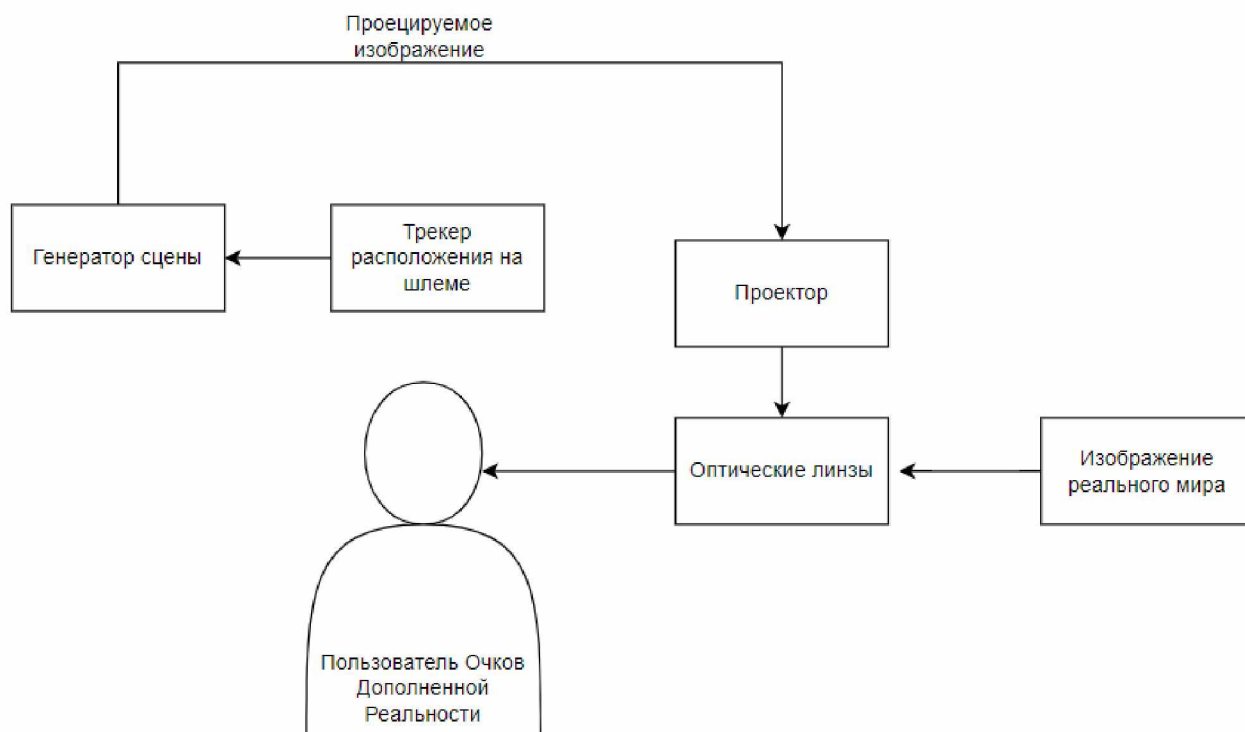 Проецируемое
изображение
Генератор сцены
Трекер
расположения на
шлеме
Проектор
Оптические линзы
Изображение
реального мира
Пользователь Очков
Дополненной
Реальности